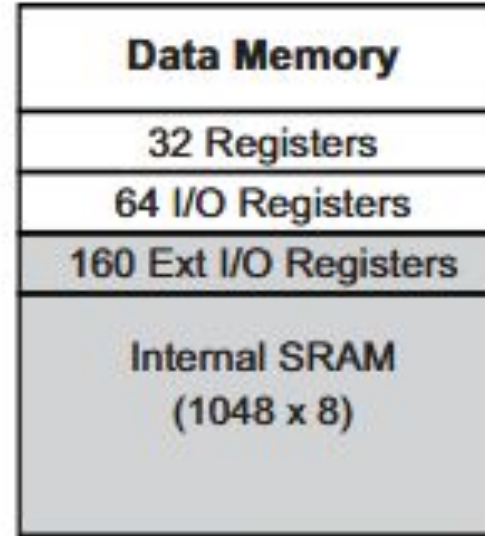 Data Memory
32 Registers
64 I/O Registers
160 Ext I/O Registers
Internal SRAM
(1048 x 8)